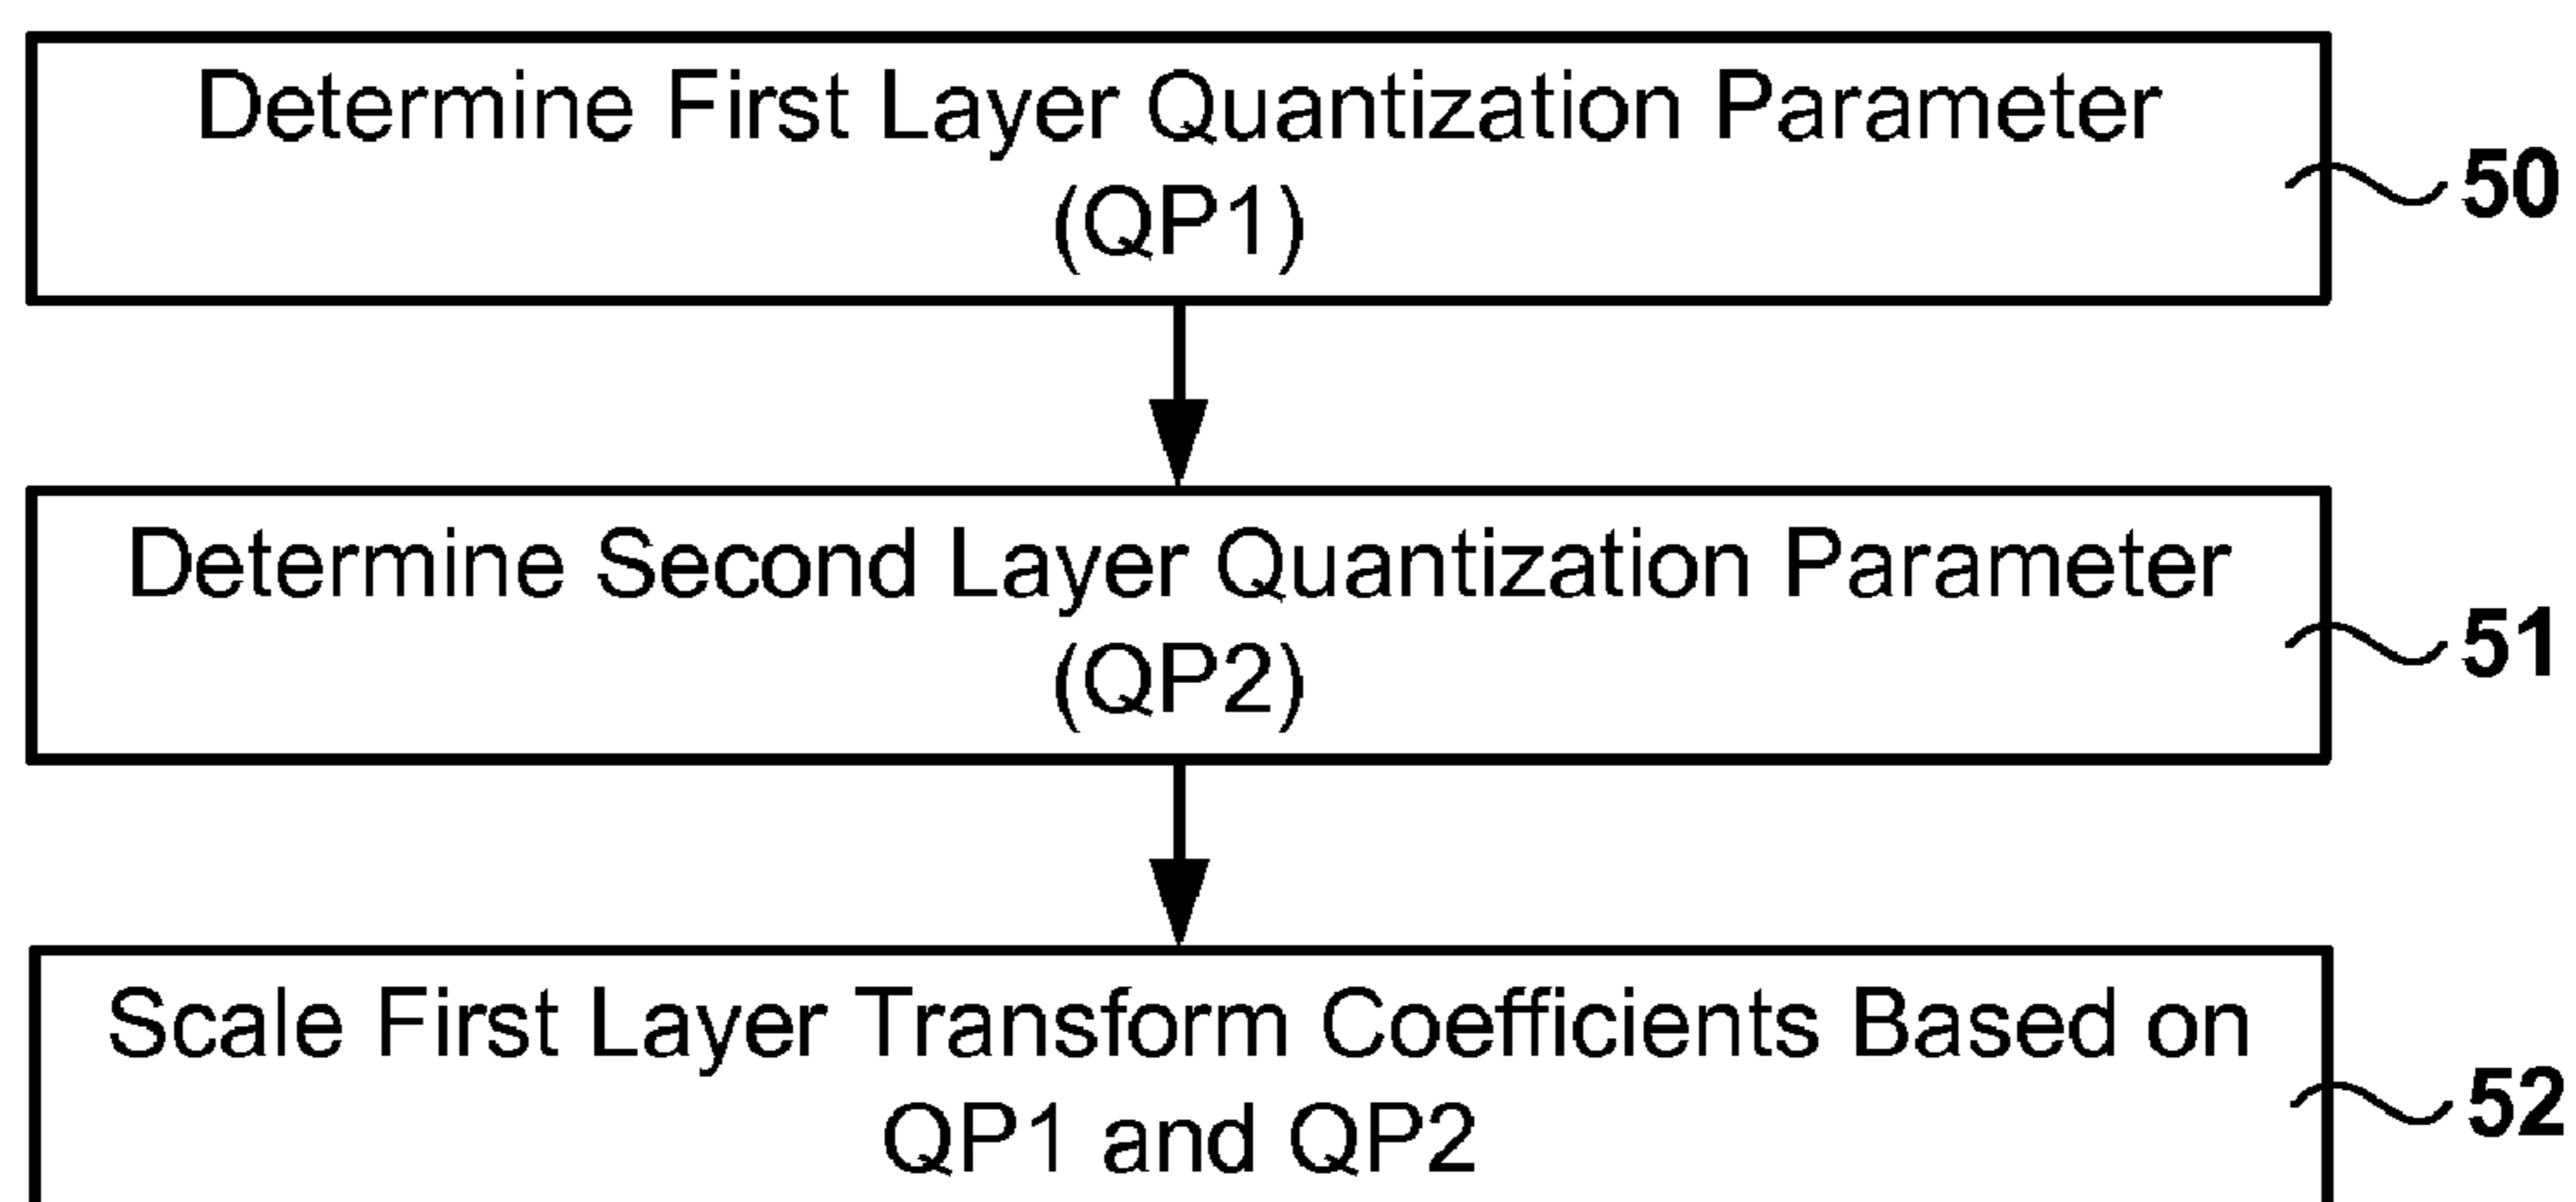 Determine First Layer Quantization Parameter
(QP1)
50
Determine Second Layer Quantization Parameter
(QP2)
51
Scale First Layer Transform Coefficients Based on
QP1 and QP2
52